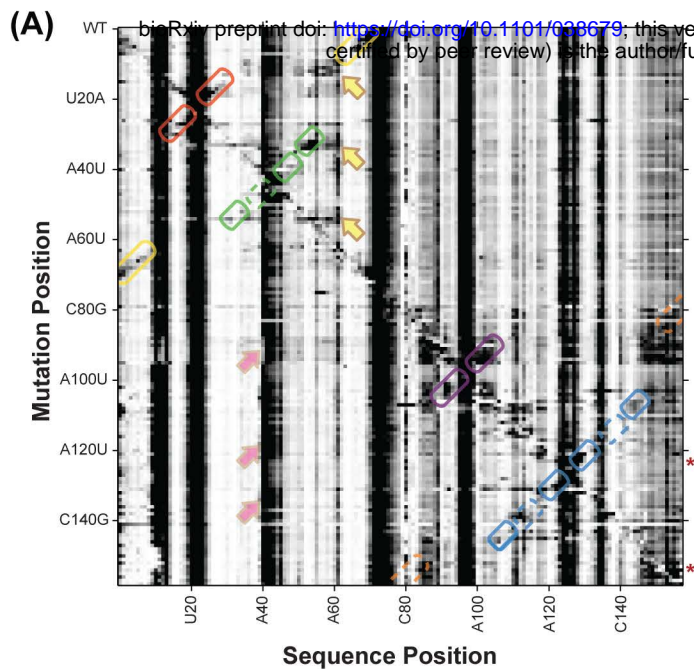 (A)
bioRxiv preprint doi: https://doi.org/10.1101/038679; this ve
certified by peer review) is the author/fu
WT
U20A
A40U
A60U
C80G
A100U
A120U
C140G
Mutation Position
*
*
U20
A40
A60
C80
A100
A120
C140
Sequence Position